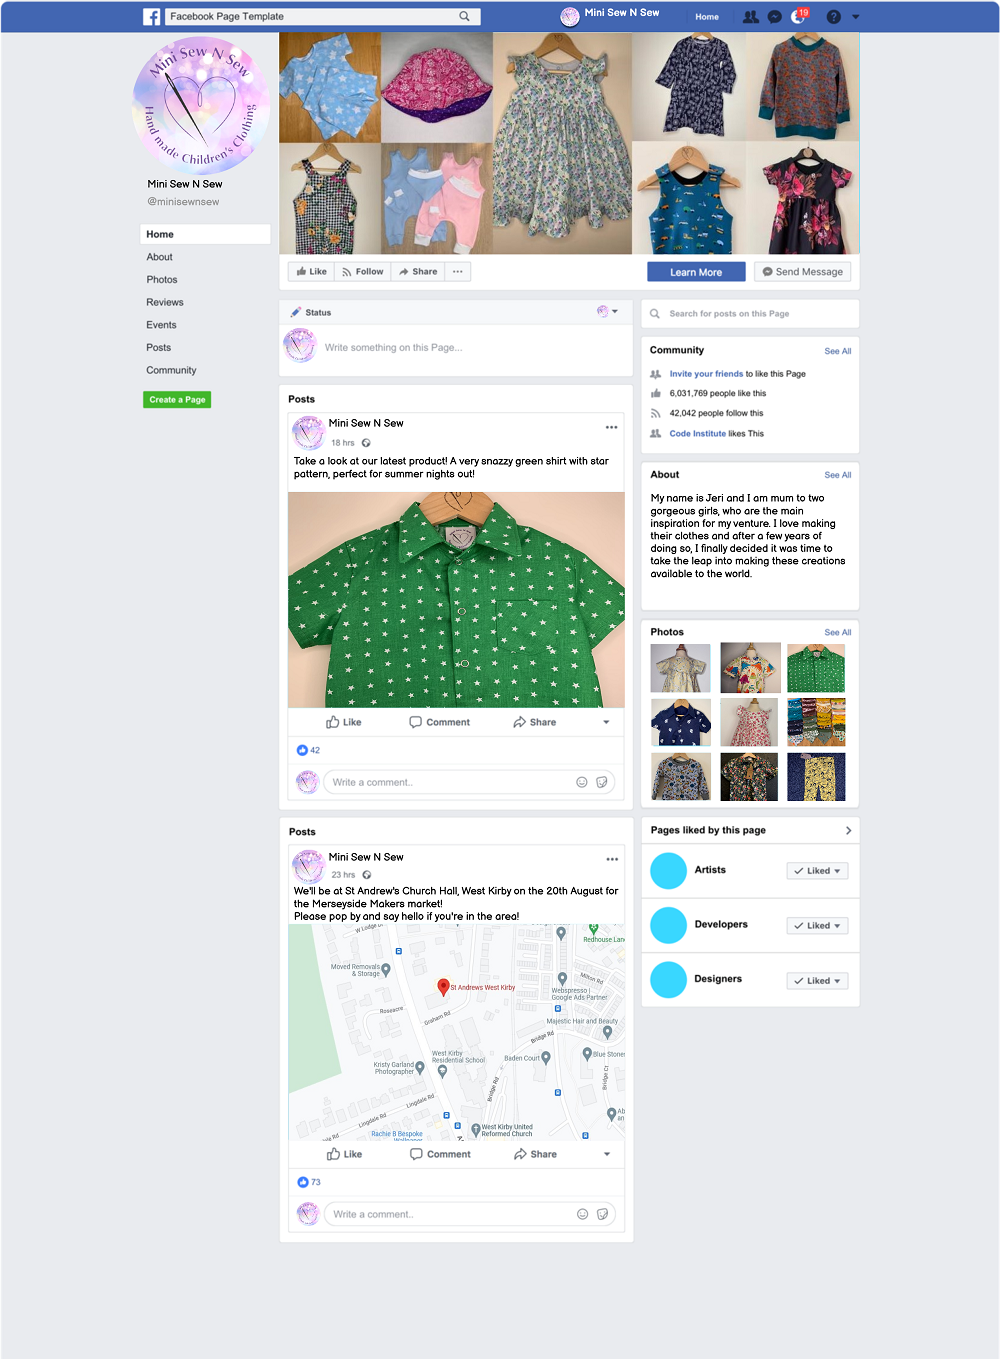 Facebook Page Template
Mini Sew N Sew
Home
19
Mini Sew N Sew
Hand made Children's Clothing
Mini Sew N Sew
@minisewnsew
Home
About
Photos
Reviews
Events
Posts
Community
Create a Page
Like
Follow
Share
Learn More
Send Message
Status
Write something on this Page...
Posts
Mini Sew N Sew
18 hrs
Take a look at our latest product! A very snazzy green shirt with star
pattern, perfect for summer nights out!
Like
Comment
Share
42
Write a comment..
Posts
Mini Sew N Sew
23 hrs
We'll be at St Andrew's Church Hall, West Kirby on the 20th August for
the Merseyside Makers market!
Please pop by and say hello if you're in the area!
W Lodge Dr
Redhouse Lane
Moved Removals
& Storage
Milton Rd
St Andrews West Kirby
Webspresso |
Google Ads Partner
Roseacre
Graham Rd
Majestic Hair and Beauty
Bridge Rd
West Kirby
Residential School
Baden Court
Blue Stones
Kristy Garland
Photographer
Bridge Rd
Bridge Ct
Lingdale Rd
Lingdale Rd
Ab
an
West Kirby United
Reformed Church
Rachie B Bespoke
Wallpaper
Like
Comment
Share
73
Write a comment..
Search for posts on this Page
Community
See All
Invite your friends to like this Page
6,031,769 people like this
42,042 people follow this
Code Institute likes This
About
See All
My name is Jeri and I am mum to two
gorgeous girls, who are the main
inspiration for my venture. I love making
their clothes and after a few years of
doing so, I finally decided it was time to
take the leap into making these creations
available to the world.
Photos
See All
Pages liked by this page
Artists
Liked
Developers
Liked
Designers
Liked